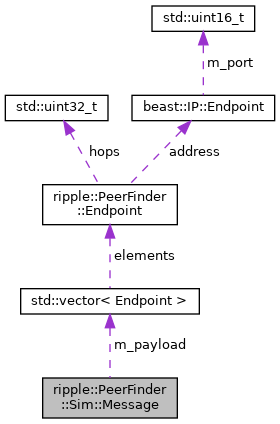 std::uint16_t
m_port
std::uint32_t
beast::IP::Endpoint
hops
address
ripple::PeerFinder
::Endpoint
elements
std::vector< Endpoint >
m_payload
ripple::PeerFinder
::Sim::Message